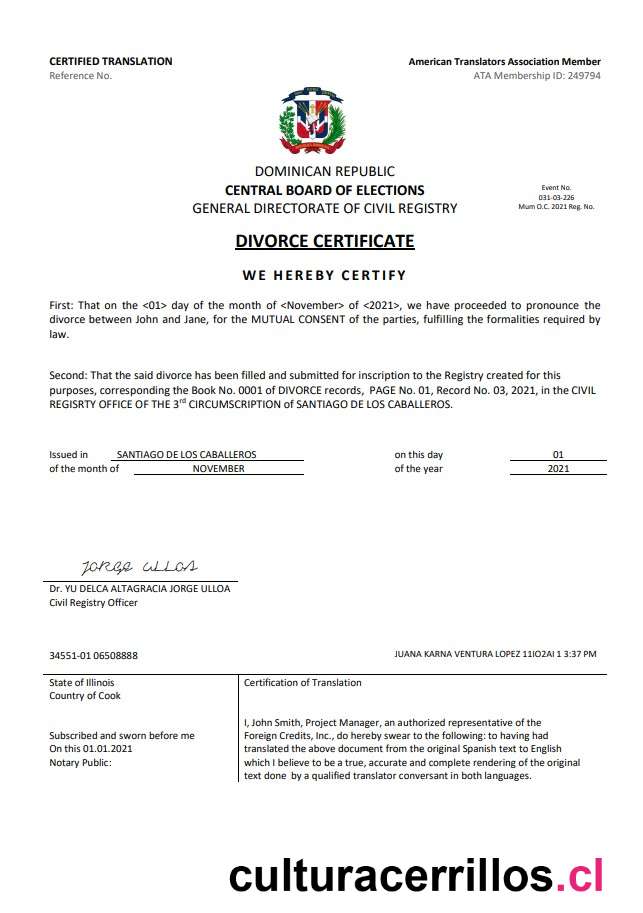 CERTIFIED TRANSLATION
American Translators Association Member
Reference No.
ATA Membership ID: 249794
DOMINICAN REPUBLIC
CENTRAL BOARD OF ELECTIONS
GENERAL DIRECTORATE OF CIVIL REGISTRY
Event No.
031-03-226
Mum O.C. 2021 Reg. No.
DIVORCE CERTIFICATE
WE HEREBY CERTIFY
First: That on the <01> day of the month of <November> of <2021>, we have proceeded to pronounce the
divorce between John and Jane, for the MUTUAL CONSENT of the parties, fulfilling the formalities required by
law.
Second: That the said divorce has been filled and submitted for inscription to the Registry created for this
purposes, corresponding the Book No. 0001 of DIVORCE records, PAGE No. 01, Record No. 03, 2021, in the CIVIL
REGISRTY OFFICE OF THE 3rd CIRCUMSCRIPTION of SANTIAGO DE LOS CABALLEROS.
Issued in SANTIAGO DE LOS CABALLEROS on this day 01
of the month of NOVEMBER of the year 2021
JORGE ULLOA
Dr. YU DELCA ALTAGRACIA JORGE ULLOA
Civil Registry Officer
34551-01 06508888
JUANA KARNA VENTURA LOPEZ 11IO2AI 1 3:37 PM
State of Illinois
Country of Cook
Subscribed and sworn before me
On this 01.01.2021
Notary Public:
Certification of Translation
I, John Smith, Project Manager, an authorized representative of the
Foreign Credits, Inc., do hereby swear to the following: to having had
translated the above document from the original Spanish text to English
which I believe to be a true, accurate and complete rendering of the original
text done by a qualified translator conversant in both languages.
culturacerrillos.cl